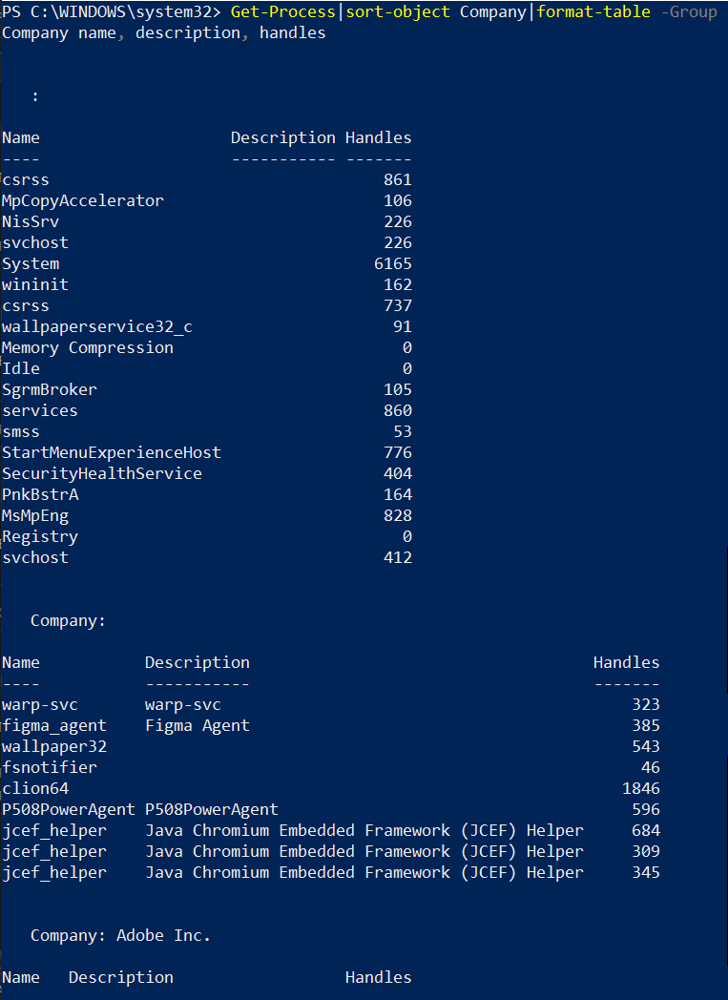 PS C:\WINDOWS\system32> Get-Process|sort-object Company|format-table -Group
Company name, description, handles
:
Name Description Handles
---- ----------- -------
csrss 861
MpCopyAccelerator 106
NisSrv 226
svchost 226
System 6165
wininit 162
csrss 737
wallpaperservice32_c 91
Memory Compression 0
Idle 0
SgrmBroker 105
services 860
smss 53
StartMenuExperienceHost 776
SecurityHealthService 404
PnkBstrA 164
MsMpEng 828
Registry 0
svchost 412
Company:
Name Description Handles
---- ----------- -------
warp-svc warp-svc 323
figma_agent Figma Agent 385
wallpaper32 543
fsnotifier 46
clion64 1846
P508PowerAgent P508PowerAgent 596
jcef_helper Java Chromium Embedded Framework (JCEF) Helper 684
jcef_helper Java Chromium Embedded Framework (JCEF) Helper 309
jcef_helper Java Chromium Embedded Framework (JCEF) Helper 345
Company: Adobe Inc.
Name Description Handles